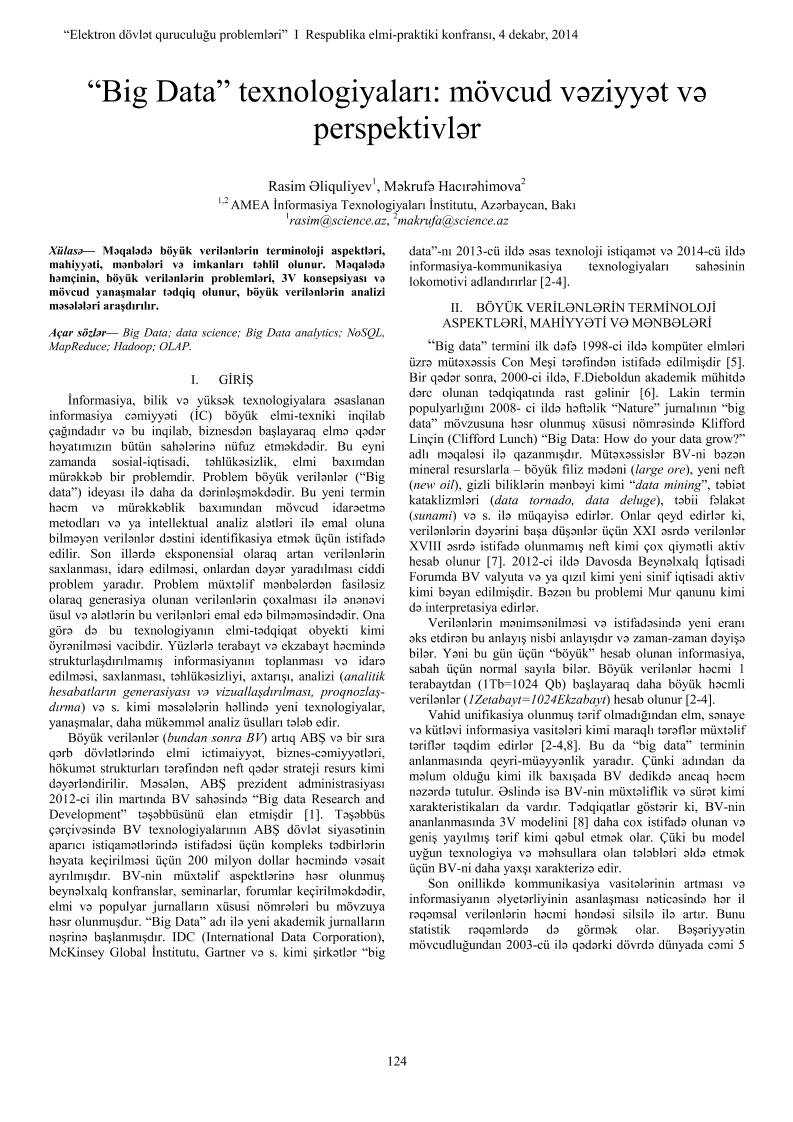 “Elektron dövlət quruculuğu problemləri” I Respublika elmi-praktiki konfransı, 4 dekabr, 2014
“Big Data” texnologiyaları: mövcud vəziyyət və
perspektivlər
Rasim Əliquliyev1, Məkrufə Hacırəhimova2
1,2 AMEA İnformasiya Texnologiyaları İnstitutu, Azərbaycan, Bakı
1rasim@science.az, 2makrufa@science.az
Xülasə— Məqalədə böyük verilənlərin terminoloji aspektləri,
mahiyyəti, mənbələri və imkanları təhlil olunur. Məqalədə
həmçinin, böyük verilənlərin problemləri, 3V konsepsiyası və
mövcud yanaşmalar tədqiq olunur, böyük verilənlərin analizi
məsələləri araşdırılır.
Açar sözlər— Big Data; data science; Big Data analytics; NoSQL,
MapReduce; Hadoop; OLAP.
I. GİRİŞ
İnformasiya, bilik və yüksək texnologiyalara əsaslanan
informasiya cəmiyyəti (İC) böyük elmi-texniki inqilab
çağındadır və bu inqilab, biznesdən başlayaraq elmə qədər
həyatımızın bütün sahələrinə nüfuz etməkdədir. Bu eyni
zamanda sosial-iqtisadi, təhlükəsizlik, elmi baxımdan
mürəkkəb bir problemdir. Problem böyük verilənlər (“Big
data”) ideyası ilə daha da dərinləşməkdədir. Bu yeni termin
həcm və mürəkkəblik baxımından mövcud idarəetmə
metodları və ya intellektual analiz alətləri ilə emal oluna
bilməyən verilənlər dəstini identifikasiya etmək üçün istifadə
edilir. Son illərdə eksponensial olaraq artan verilənlərin
saxlanması, idarə edilməsi, onlardan dəyər yaradılması ciddi
problem yaradır. Problem müxtəlif mənbələrdən fasiləsiz
olaraq generasiya olunan verilənlərin çoxalması ilə ənənəvi
üsul və alətlərin bu verilənləri emal edə bilməməsindədir. Ona
görə də bu texnologiyanın elmi-tədqiqat obyekti kimi
öyrənilməsi vacibdir. Yüzlərlə terabayt və ekzabayt həcmində
strukturlaşdırılmamış informasiyanın toplanması və idarə
edilməsi, saxlanması, təhlükəsizliyi, axtarışı, analizi (analitik
hesabatların generasiyası və vizuallaşdırılması, proqnozlaş-
dırma) və s. kimi məsələlərin həllində yeni texnologiyalar,
yanaşmalar, daha mükəmməl analiz üsulları tələb edir.
Böyük verilənlər (bundan sonra BV) artıq ABŞ və bir sıra
qərb dövlətlərində elmi ictimaiyyət, biznes-cəmiyyətləri,
hökumət strukturları tərəfindən neft qədər strateji resurs kimi
dəyərləndirilir. Məsələn, ABŞ prezident administrasiyası
2012-ci ilin martında BV sahəsində “Big data Research and
Development” təşəbbüsünü elan etmişdir [1]. Təşəbbüs
çərçivəsində BV texnologiyalarının ABŞ dövlət siyasətinin
aparıcı istiqamətlərində istifadəsi üçün kompleks tədbirlərin
həyata keçirilməsi üçün 200 milyon dollar həcmində vəsait
ayrılmışdır. BV-nin müxtəlif aspektlərinə həsr olunmuş
beynəlxalq konfranslar, seminarlar, forumlar keçirilməkdədir,
elmi və populyar jurnalların xüsusi nömrələri bu mövzuya
həsr olunmuşdur. “Big Data” adı ilə yeni akademik jurnalların
nəşrinə başlanmışdır. IDC (International Data Corporation),
McKinsey Global İnstitutu, Gartner və s. kimi şirkətlər “big
data”-nı 2013-cü ildə əsas texnoloji istiqamət və 2014-cü ildə
informasiya-kommunikasiya texnologiyaları sahəsinin
lokomotivi adlandırırlar [2-4].
II. BÖYÜK VERİLƏNLƏRİN TERMİNOLOJİ
ASPEKTLƏRİ, MAHİYYƏTİ VƏ MƏNBƏLƏRİ
“Big data” termini ilk dəfə 1998-ci ildə kompüter elmləri
üzrə mütəxəssis Con Meşi tərəfindən istifadə edilmişdir [5].
Bir qədər sonra, 2000-ci ildə, F.Dieboldun akademik mühitdə
dərc olunan tədqiqatında rast gəlinir [6]. Lakin termin
populyarlığını 2008- ci ildə həftəlik “Nature” jurnalının “big
data” mövzusuna həsr olunmuş xüsusi nömrəsində Klifford
Linçin (Clifford Lunch) “Big Data: How do your data grow?”
adlı məqaləsi ilə qazanmışdır. Mütəxəssislər BV-ni bəzən
mineral resurslarla – böyük filiz mədəni (large ore), yeni neft
(new oil), gizli biliklərin mənbəyi kimi “data mining”, təbiət
kataklizmləri (data tornado, data deluge), təbii fəlakət
(sunami) və s. ilə müqayisə edirlər. Onlar qeyd edirlər ki,
verilənlərin dəyərini başa düşənlər üçün XXI əsrdə verilənlər
XVIII əsrdə istifadə olunmamış neft kimi çox qiymətli aktiv
hesab olunur [7]. 2012-ci ildə Davosda Beynəlxalq İqtisadi
Forumda BV valyuta və ya qızıl kimi yeni sinif iqtisadi aktiv
kimi bəyan edilmişdir. Bəzən bu problemi Mur qanunu kimi
də interpretasiya edirlər.
Verilənlərin mənimsənilməsi və istifadəsində yeni eranı
əks etdirən bu anlayış nisbi anlayışdır və zaman-zaman dəyişə
bilər. Yəni bu gün üçün “böyük” hesab olunan informasiya,
sabah üçün normal sayıla bilər. Böyük verilənlər həcmi 1
terabaytdan (1Tb=1024 Qb) başlayaraq daha böyük həcmli
verilənlər (1Zetabayt=1024Ekzabayt) hesab olunur [2-4].
Vahid unifikasiya olunmuş tərif olmadığından elm, sənaye
və kütləvi informasiya vasitələri kimi maraqlı tərəflər müxtəlif
təriflər təqdim edirlər [2-4,8]. Bu da “big data” terminin
anlanmasında qeyri-müəyyənlik yaradır. Çünki adından da
məlum olduğu kimi ilk baxışada BV dedikdə ancaq həcm
nəzərdə tutulur. Əslində isə BV-nin müxtəliflik və sürət kimi
xarakteristikaları da vardır. Tədqiqatlar göstərir ki, BV-nin
ananlanmasında 3V modelini [8] daha cox istifadə olunan və
geniş yayılmış tərif kimi qəbul etmək olar. Çüki bu model
uyğun texnologiya və məhsullara olan tələbləri əldə etmək
üçün BV-ni daha yaxşı xarakterizə edir.
Son onillikdə kommunikasiya vasitələrinin artması və
informasiyanın əlyetərliyinin asanlaşması nəticəsində hər il
rəqəmsal verilənlərin həcmi həndəsi silsilə ilə artır. Bunu
statistik rəqəmlərdə də görmək olar. Bəşəriyyətin
mövcudluğundan 2003-cü ilə qədərki dövrdə dünyada cəmi 5
124